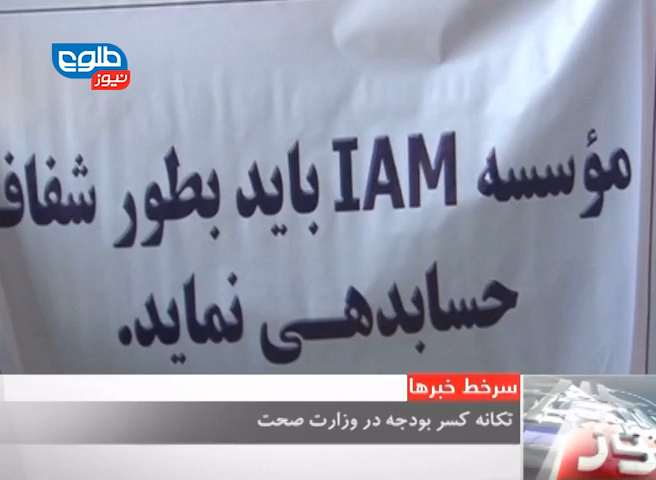 طلوع
نیوز
مؤسسه IAM باید بطور شفاف
حسابدهی نماید.
سرخط خبرها
تکانه کسر بودجه در وزارت صحت